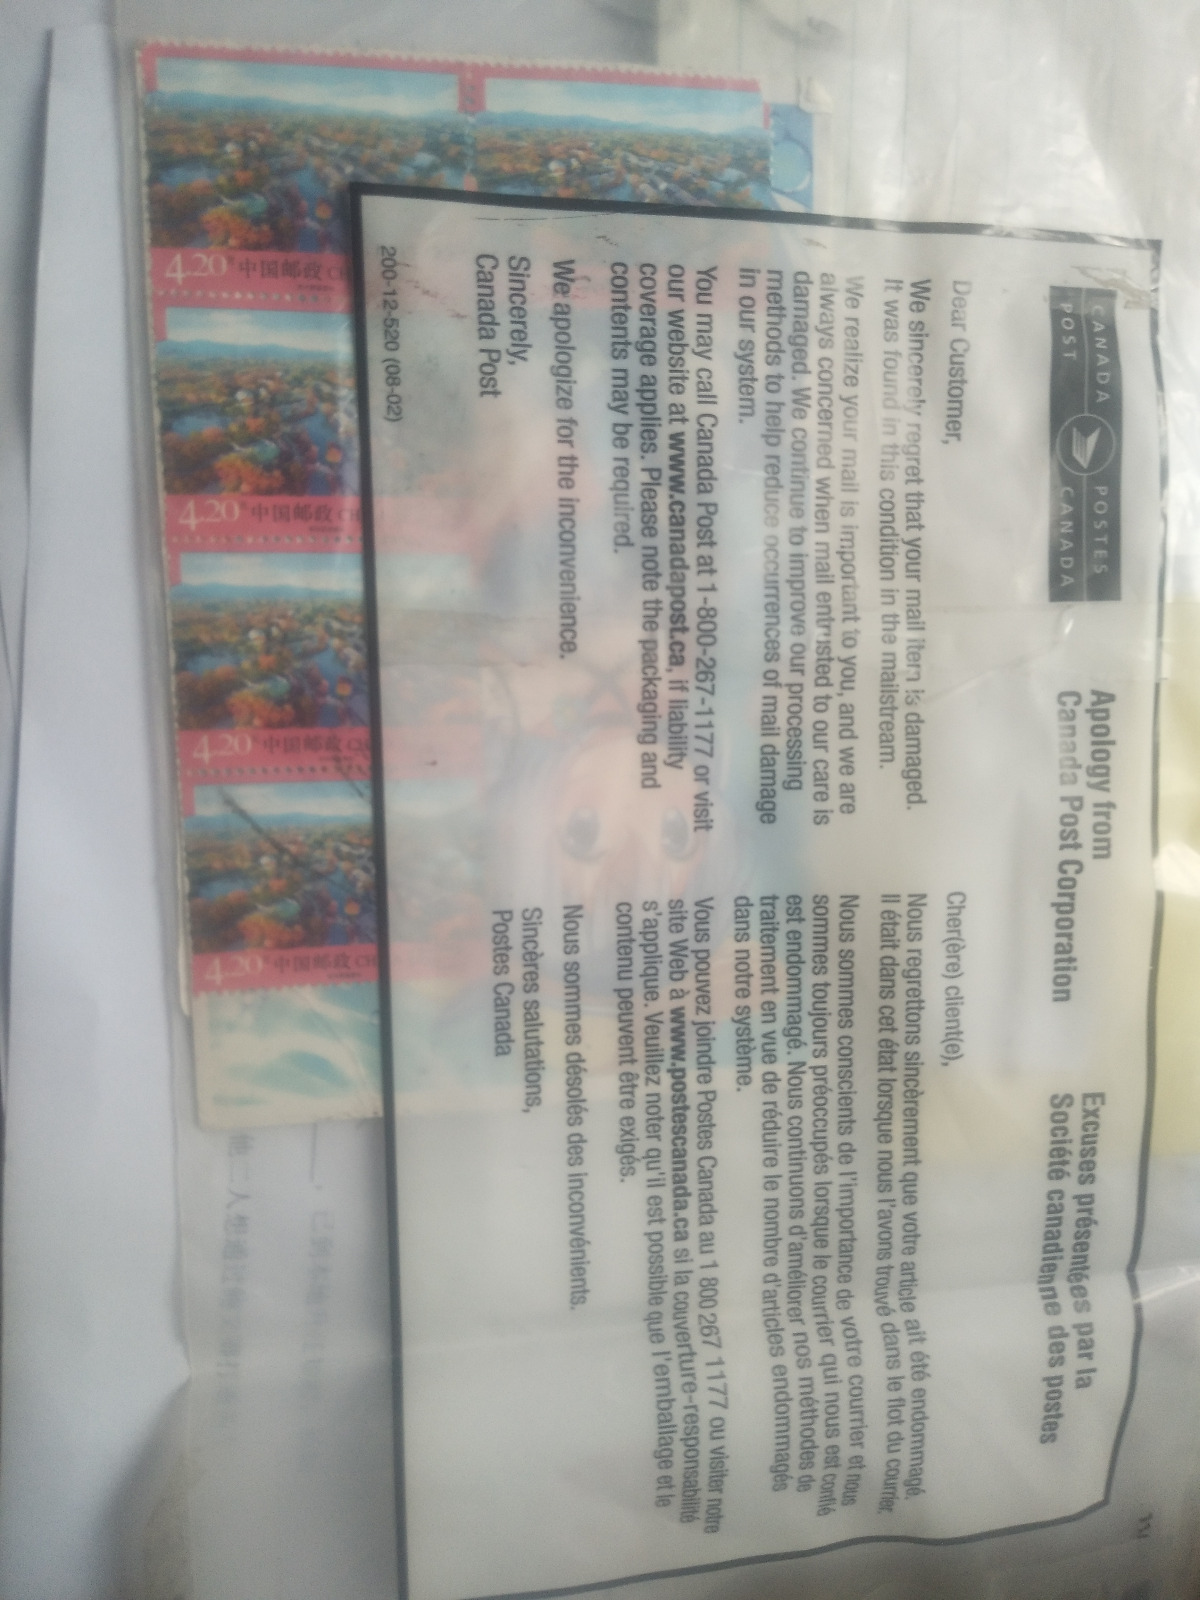 CANADA POSTES
POST CANADA
Apology from
Canada Post Corporation
Excuses présentées par la
Société canadienne des postes
Dear Customer,
We sincerely regret that your mail item is damaged.
It was found in this condition in the mailstream.
We realize your mail is important to you, and we are
always concerned when mail entrusted to our care is
damaged. We continue to improve our processing
methods to help reduce occurrences of mail damage
in our system.
You may call Canada Post at 1-800-267-1177 or visit
our website at www.canadapost.ca, if liability
coverage applies. Please note the packaging and
contents may be required.
We apologize for the inconvenience.
Sincerely,
Canada Post
200-12-520 (08-02)
Cher(ère) client(e),
Nous regrettons sincèrement que votre article ait été endommagé.
Il était dans cet état lorsque nous l'avons trouvé dans le flot du courrier.
Nous sommes conscients de l'importance de votre courrier et nous
sommes toujours préoccupés lorsque le courrier qui nous est confié
est endommagé. Nous continuons d'améliorer nos méthodes de
traitement en vue de réduire le nombre d'articles endommagés
dans notre système.
Vous pouvez joindre Postes Canada au 1 800 267 1177 ou visiter notre
site Web à www.postescanada.ca si la couverture-responsabilité
s'applique. Veuillez noter qu'il est possible que l'emballage et le
contenu peuvent être exigés.
Nous sommes désolés des inconvénients.
Sincères salutations,
Postes Canada
4.20 中国邮政 CH
4.20 中国邮政 CH
4.20 中国邮政 CH
4.20 中国邮政 CH